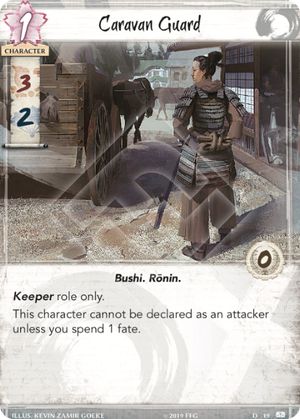 1
Caravan Guard
CHARACTER
3
2
0
Bushi. Rōnin.
Keeper role only.
This character cannot be declared as an attacker
unless you spend 1 fate.
ILLUS. KEVIN ZAMIR GOEKE
© 2019 FFG